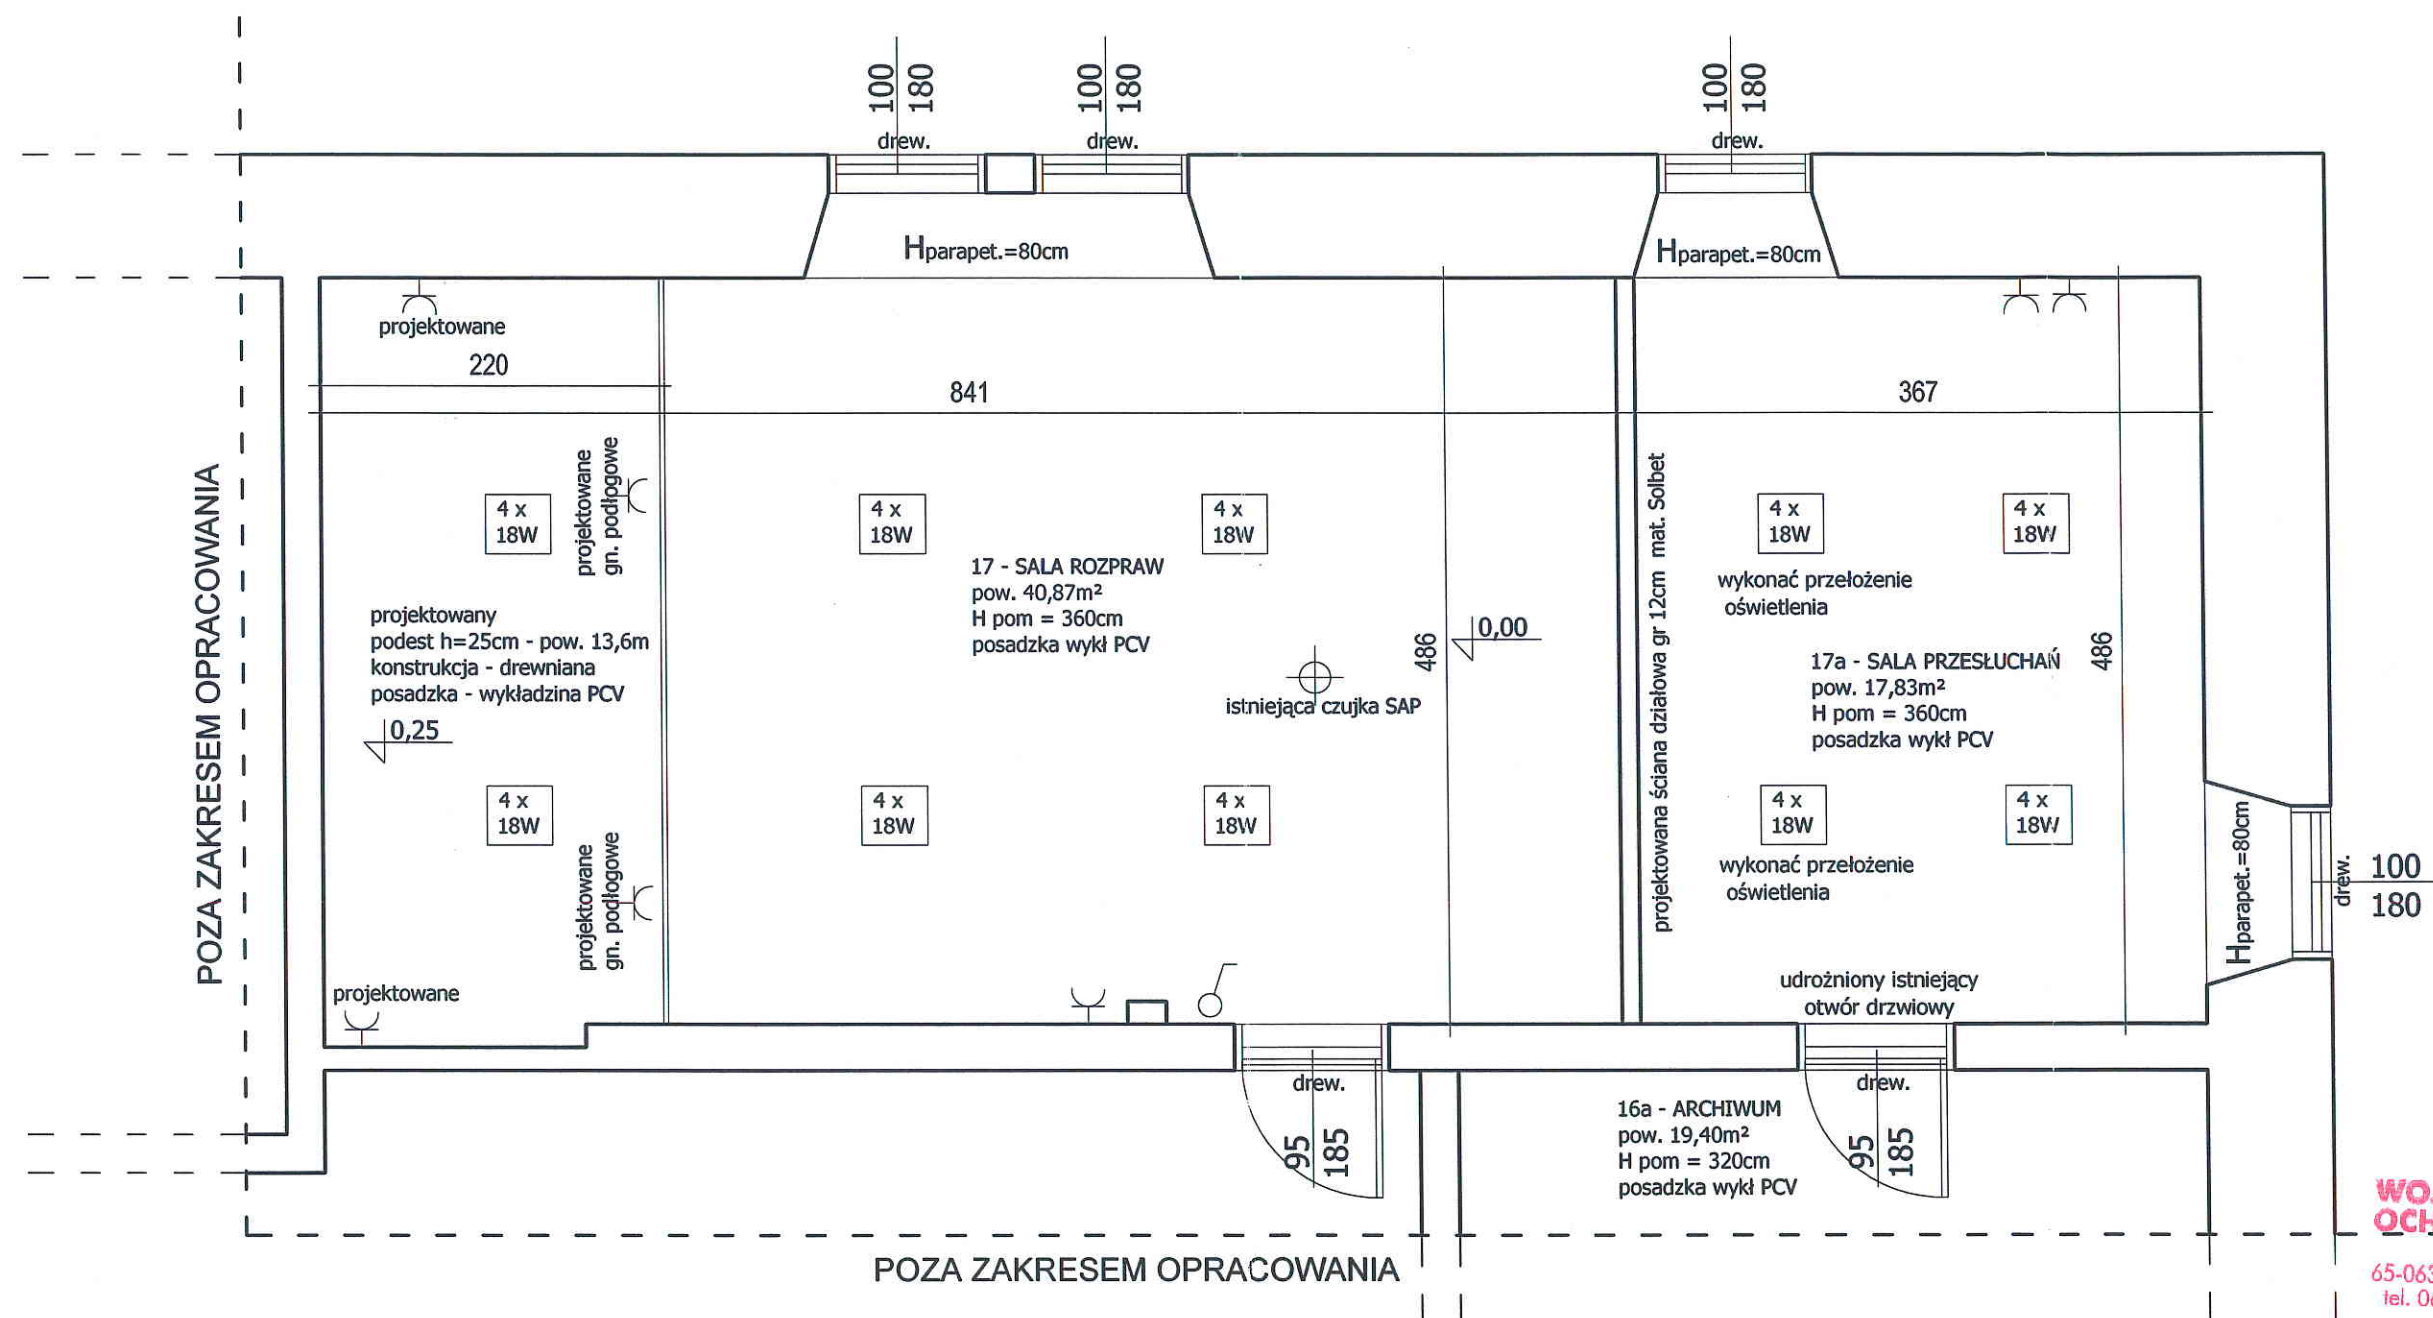 100
180
drew.
100
180
drew.
100
180
drew.
Hparapet.=80cm
Hparapet.=80cm
projektowane
220
841
367
POZA ZAKRESEM OPRACOWANIA
projektowane
gn. podłogowe
4 x
18W
4 x
18W
4 x
18W
4 x
18W
4 x
18W
projektowana ściana działowa gr 12cm mat. Solbet
17 - SALA ROZPRAW
pow. 40,87m²
H pom = 360cm
posadzka wykł PCV
wykonać przełożenie
oświetlenia
projektowany
podest h=25cm - pow. 13,6m
konstrukcja - drewniana
posadzka - wykładzina PCV
0,25
486
0,00
istniejąca czujka SAP
17a - SALA PRZESŁUCHAŃ
pow. 17,83m²
H pom = 360cm
posadzka wykł PCV
486
4 x
18W
4 x
18W
4 x
18W
4 x
18W
4 x
18W
projektowane
gn. podłogowe
wykonać przełożenie
oświetlenia
Hparapet.=80cm
drew.
100
180
projektowane
udrożniony istniejący
otwór drzwiowy
drew.
95
185
drew.
95
185
16a - ARCHIWUM
pow. 19,40m²
H pom = 320cm
posadzka wykł PCV
POZA ZAKRESEM OPRACOWANIA
65-063
tel. 0